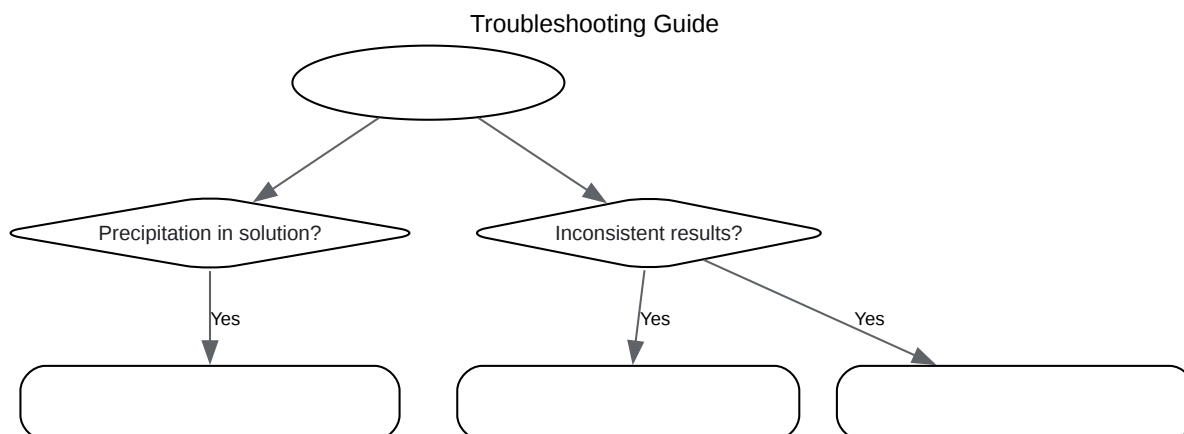 Troubleshooting Guide
Precipitation in solution?
Inconsistent results?
Yes
Yes
Yes